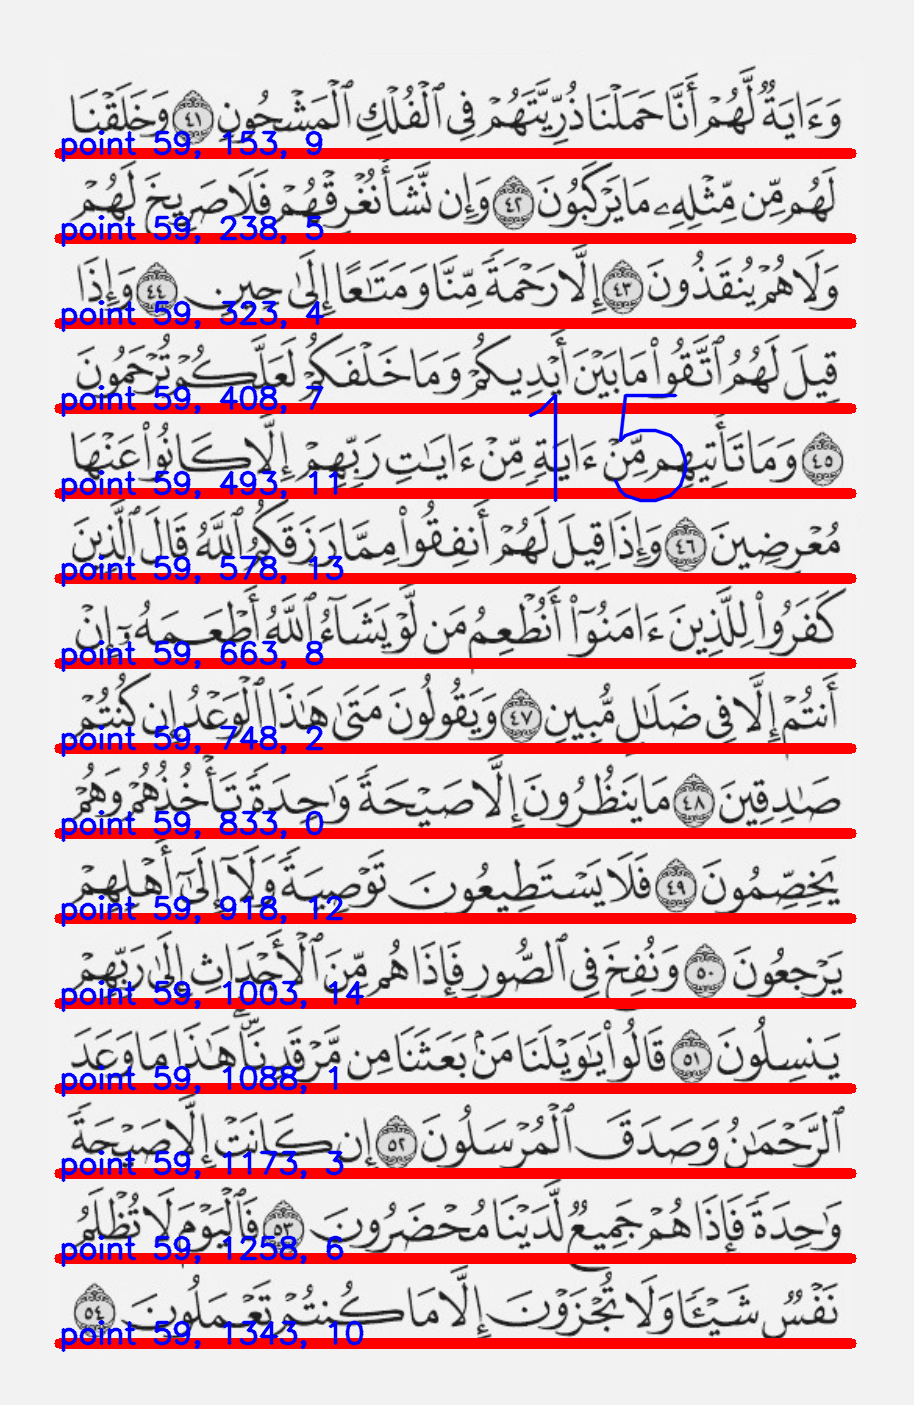 وَءَايَةٌ لَّهُمْ أَنَّا حَمَلْنَا ذُرِّيَّتَهُمْ فِى ٱلْفُلْكِ ٱلْمَشْحُونِ ٤١ وَخَلَقْنَا
point 59, 153, 9
لَهُم مِّن مِّثْلِهِۦ مَا يَرْكَبُونَ ٤٢ وَإِن نَّشَأْ نُغْرِقْهُمْ فَلَا صَرِيخَ لَهُمْ
point 59, 238, 5
وَلَا هُمْ يُنقَذُونَ ٤٣ إِلَّا رَحْمَةً مِّنَّا وَمَتَـٰعًا إِلَىٰ حِينٍ ٤٤ وَإِذَا
point 59, 323, 4
قِيلَ لَهُمُ ٱتَّقُوا۟ مَا بَيْنَ أَيْدِيكُمْ وَمَا خَلْفَكُمْ لَعَلَّكُمْ تُرْحَمُونَ
point 59, 408, 7
15
٤٥ وَمَا تَأْتِيهِم مِّنْ ءَايَةٍ مِّنْ ءَايَـٰتِ رَبِّهِمْ إِلَّا كَانُوا۟ عَنْهَا
point 59, 493, 11
مُعْرِضِينَ ٤٦ وَإِذَا قِيلَ لَهُمْ أَنفِقُوا۟ مِمَّا رَزَقَكُمُ ٱللَّهُ قَالَ ٱلَّذِينَ
point 59, 578, 13
كَفَرُوا۟ لِلَّذِينَ ءَامَنُوٓا۟ أَنُطْعِمُ مَن لَّوْ يَشَآءُ ٱللَّهُ أَطْعَمَهُۥٓ إِنْ
point 59, 663, 8
أَنتُمْ إِلَّا فِى ضَلَـٰلٍ مُّبِينٍ ٤٧ وَيَقُولُونَ مَتَىٰ هَـٰذَا ٱلْوَعْدُ إِن كُنتُمْ
point 59, 748, 2
صَـٰدِقِينَ ٤٨ مَا يَنظُرُونَ إِلَّا صَيْحَةً وَٰحِدَةً تَأْخُذُهُمْ وَهُمْ
point 59, 833, 0
يَخِصِّمُونَ ٤٩ فَلَا يَسْتَطِيعُونَ تَوْصِيَةً وَلَآ إِلَىٰٓ أَهْلِهِمْ
point 59, 918, 12
يَرْجِعُونَ ٥٠ وَنُفِخَ فِى ٱلصُّورِ فَإِذَا هُم مِّنَ ٱلْأَجْدَاثِ إِلَىٰ رَبِّهِمْ
point 59, 1003, 14
يَنسِلُونَ ٥١ قَالُوا۟ يَـٰوَيْلَنَا مَنۢ بَعَثَنَا مِن مَّرْقَدِنَا ۜ هَـٰذَا مَا وَعَدَ
point 59, 1088, 1
ٱلرَّحْمَـٰنُ وَصَدَقَ ٱلْمُرْسَلُونَ ٥٢ إِن كَانَتْ إِلَّا صَيْحَةً
point 59, 1173, 3
وَٰحِدَةً فَإِذَا هُمْ جَمِيعٌ لَّدَيْنَا مُحْضَرُونَ ٥٣ فَٱلْيَوْمَ لَا تُظْلَمُ
point 59, 1258, 6
نَفْسٌ شَيْـًٔا وَلَا تُجْزَوْنَ إِلَّا مَا كُنتُمْ تَعْمَلُونَ ٥٤
point 59, 1343, 10